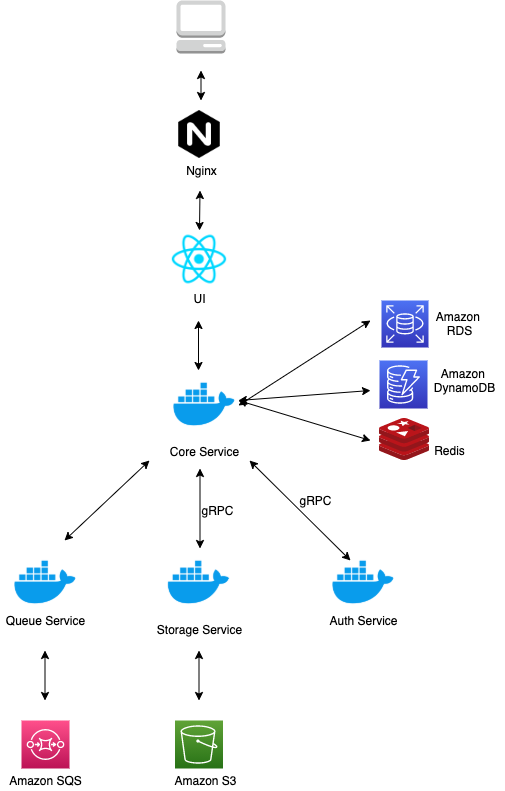 N
Nginx
UI
Amazon
RDS
Amazon
DynamoDB
Redis
Core Service
gRPC
gRPC
Queue Service
Storage Service
Auth Service
Amazon SQS
Amazon S3